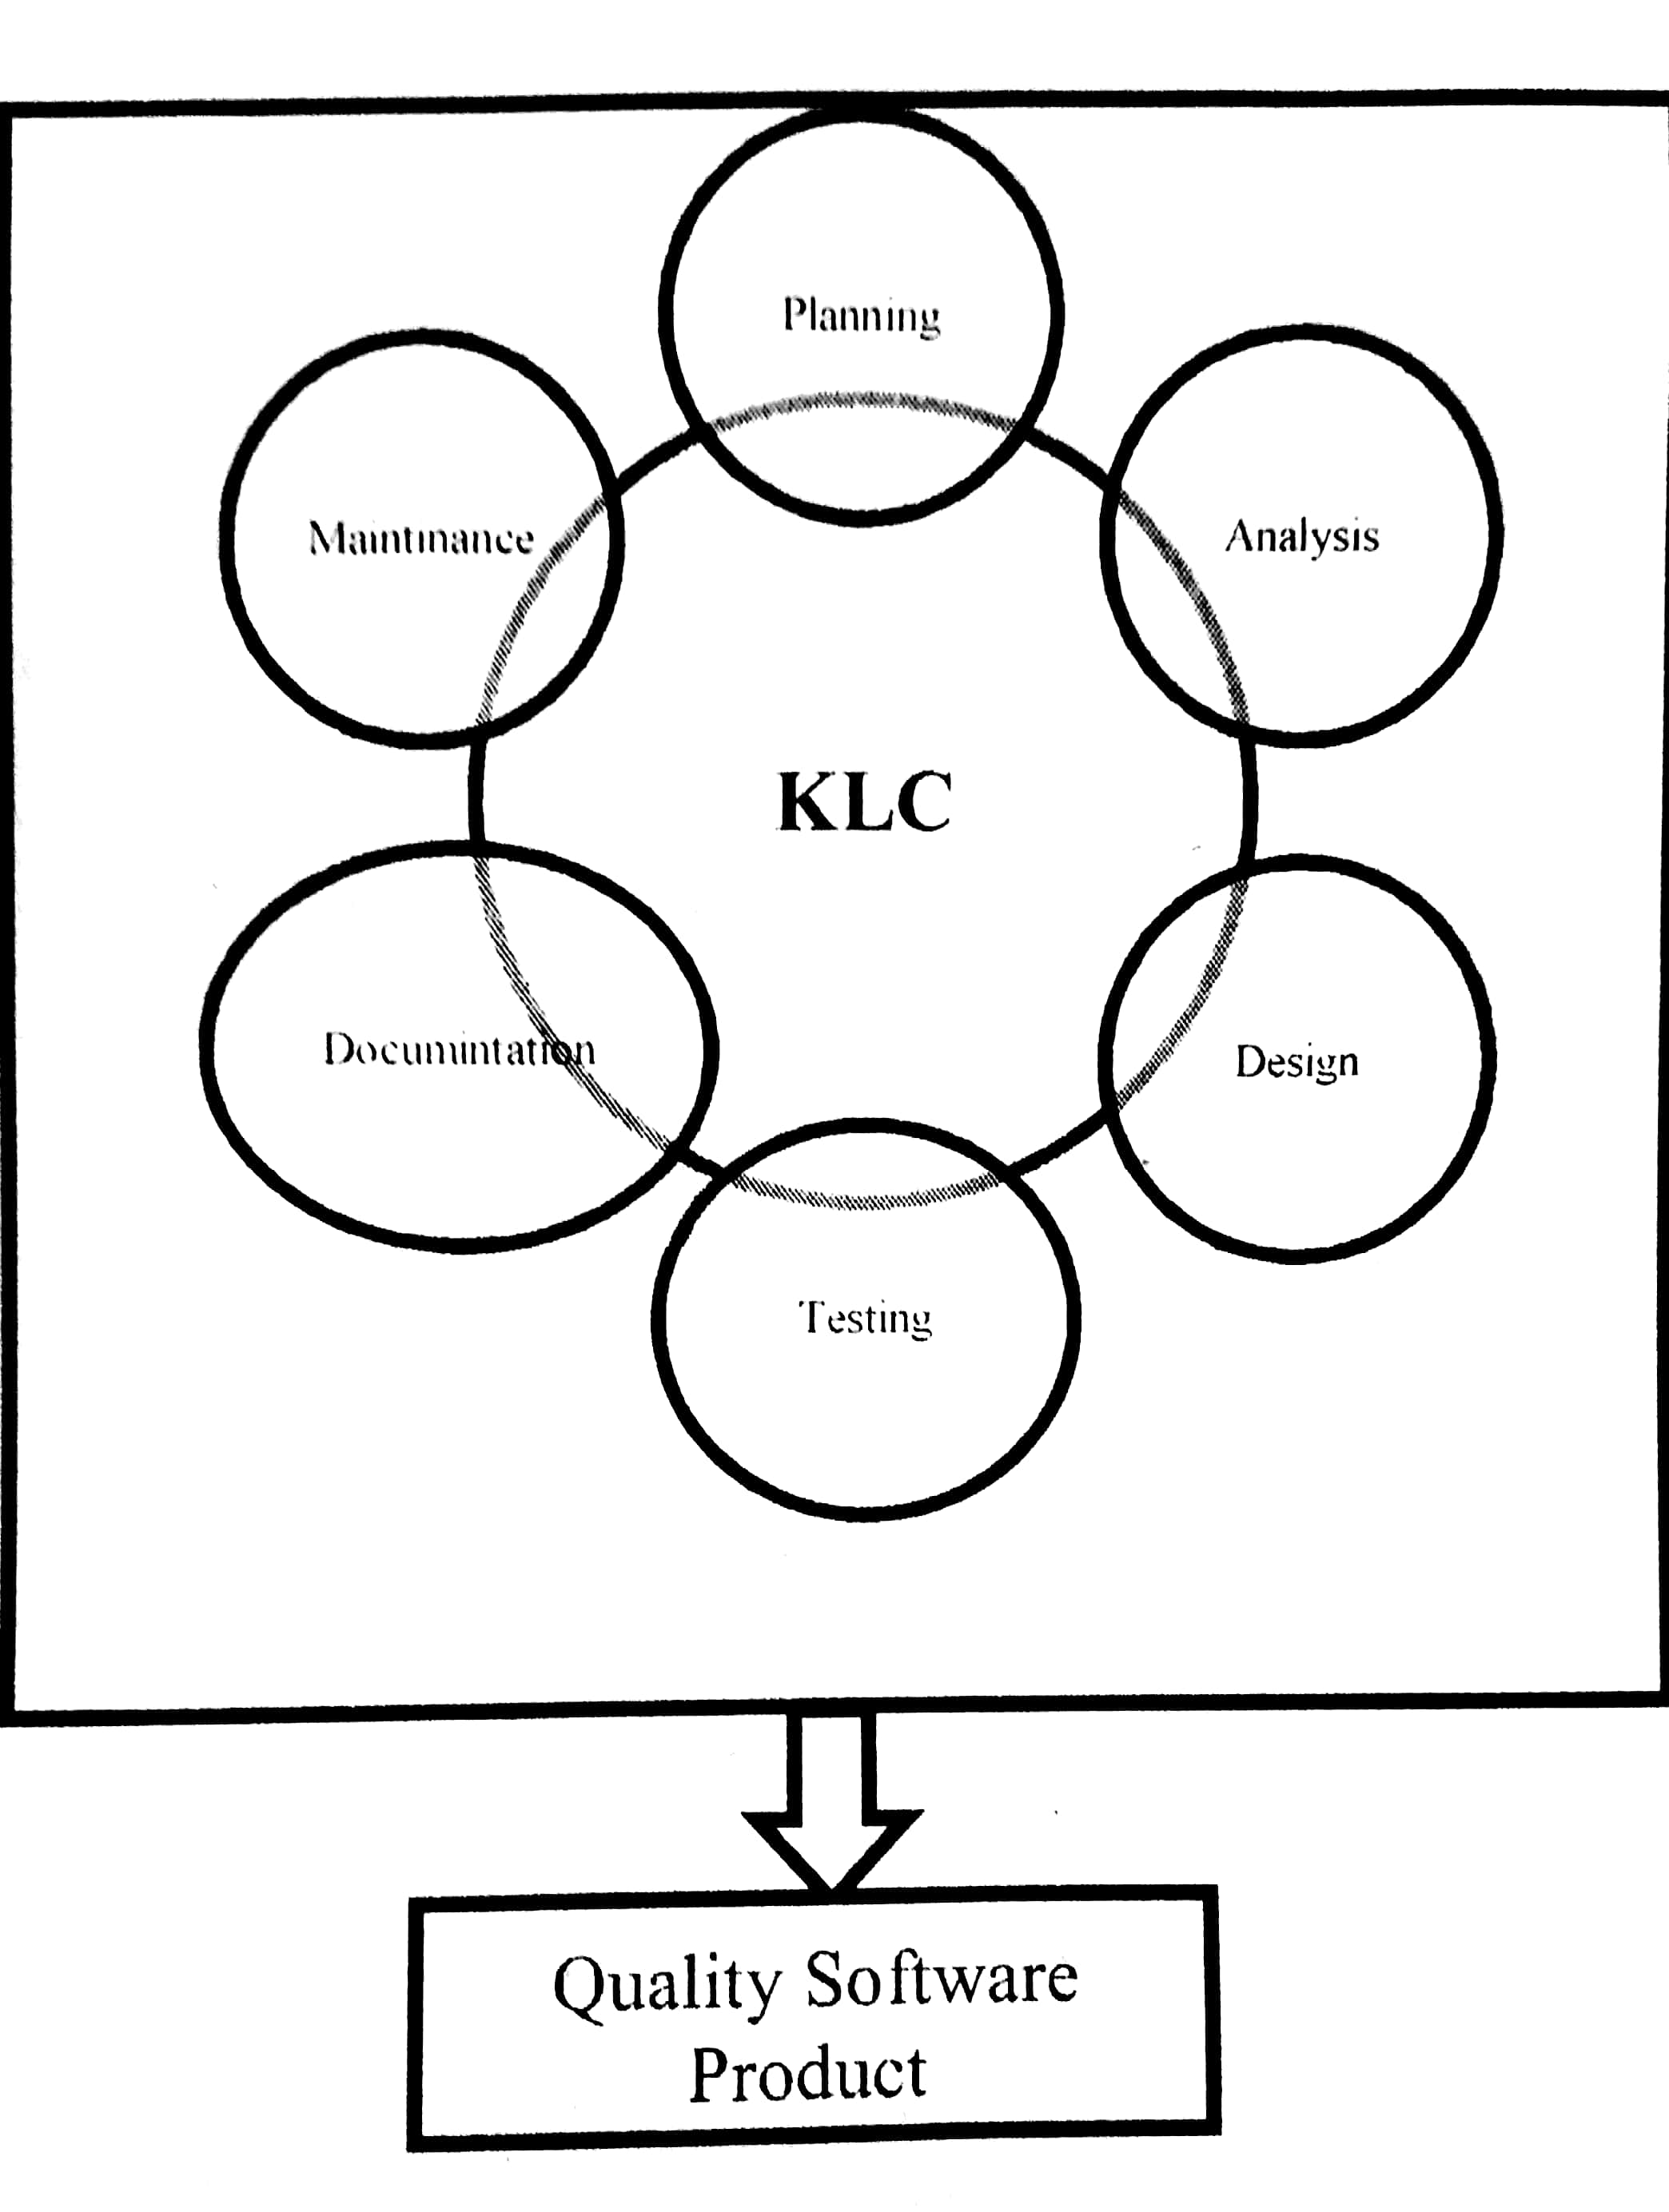 Planning
Maintinance
Analysis
KLC
Documintation
Design
Testing
Quality Software
Product